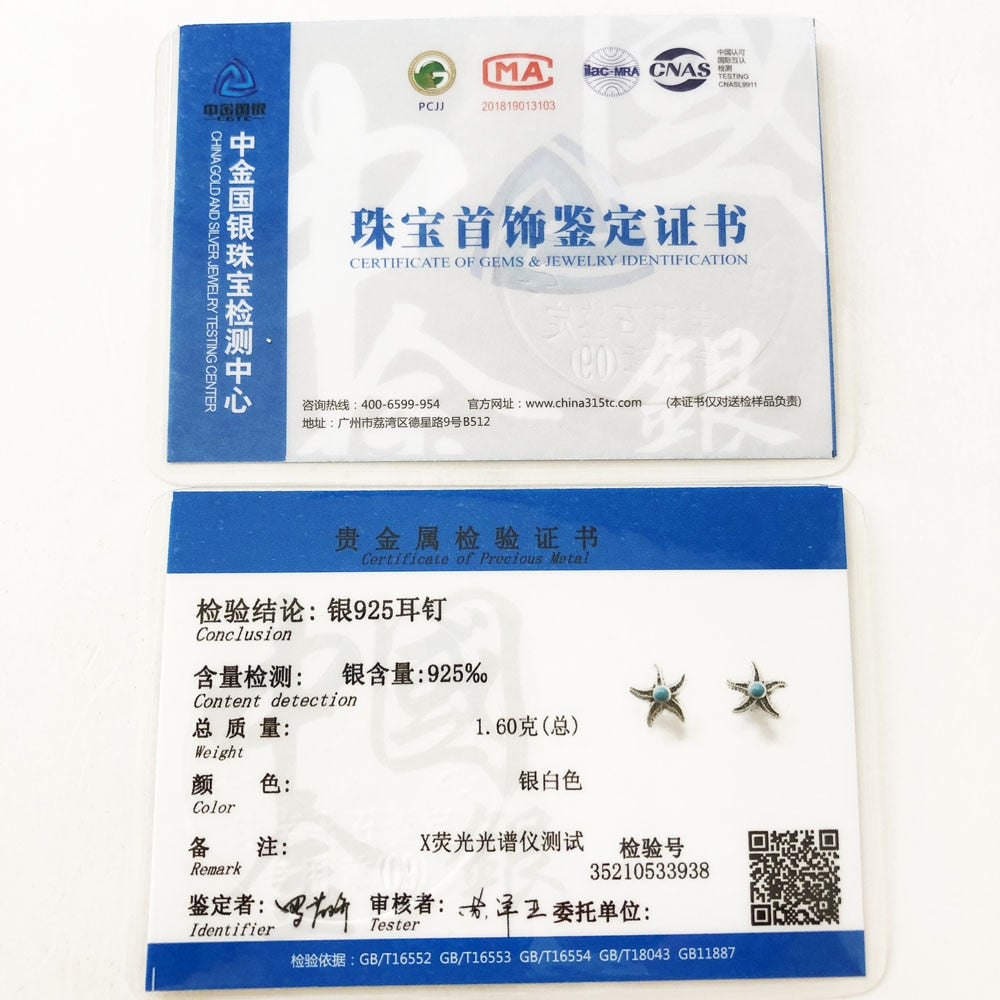 中金国银
CGTC
中金国银珠宝检测中心
CHINA GOLD AND SILVER JEWELRY TESTING CENTER
PCJJ
MA
201819013103
ilac-MRA
CNAS
中国认可
国际互认
检测
TESTING
CNASL9911
珠宝首饰鉴定证书
CERTIFICATE OF GEMS & JEWELRY IDENTIFICATION
咨询热线：400-6599-954 官方网址：www.china315tc.com (本证书仅对送检样品负责)
地址：广州市荔湾区德星路9号B512
贵金属检验证书
Certificate of Precious Metal
检验结论: 银925耳钉
Conclusion
含量检测: 银含量:925‰
Content detection
总 质 量: 1.60克(总)
Weight
颜 色: 银白色
Color
备 注: X荧光光谱仪测试
Remark
检验号
35210533938
鉴定者: 审核者: 委托单位:
Identifier Tester
检验依据：GB/T16552 GB/T16553 GB/T16554 GB/T18043 GB11887